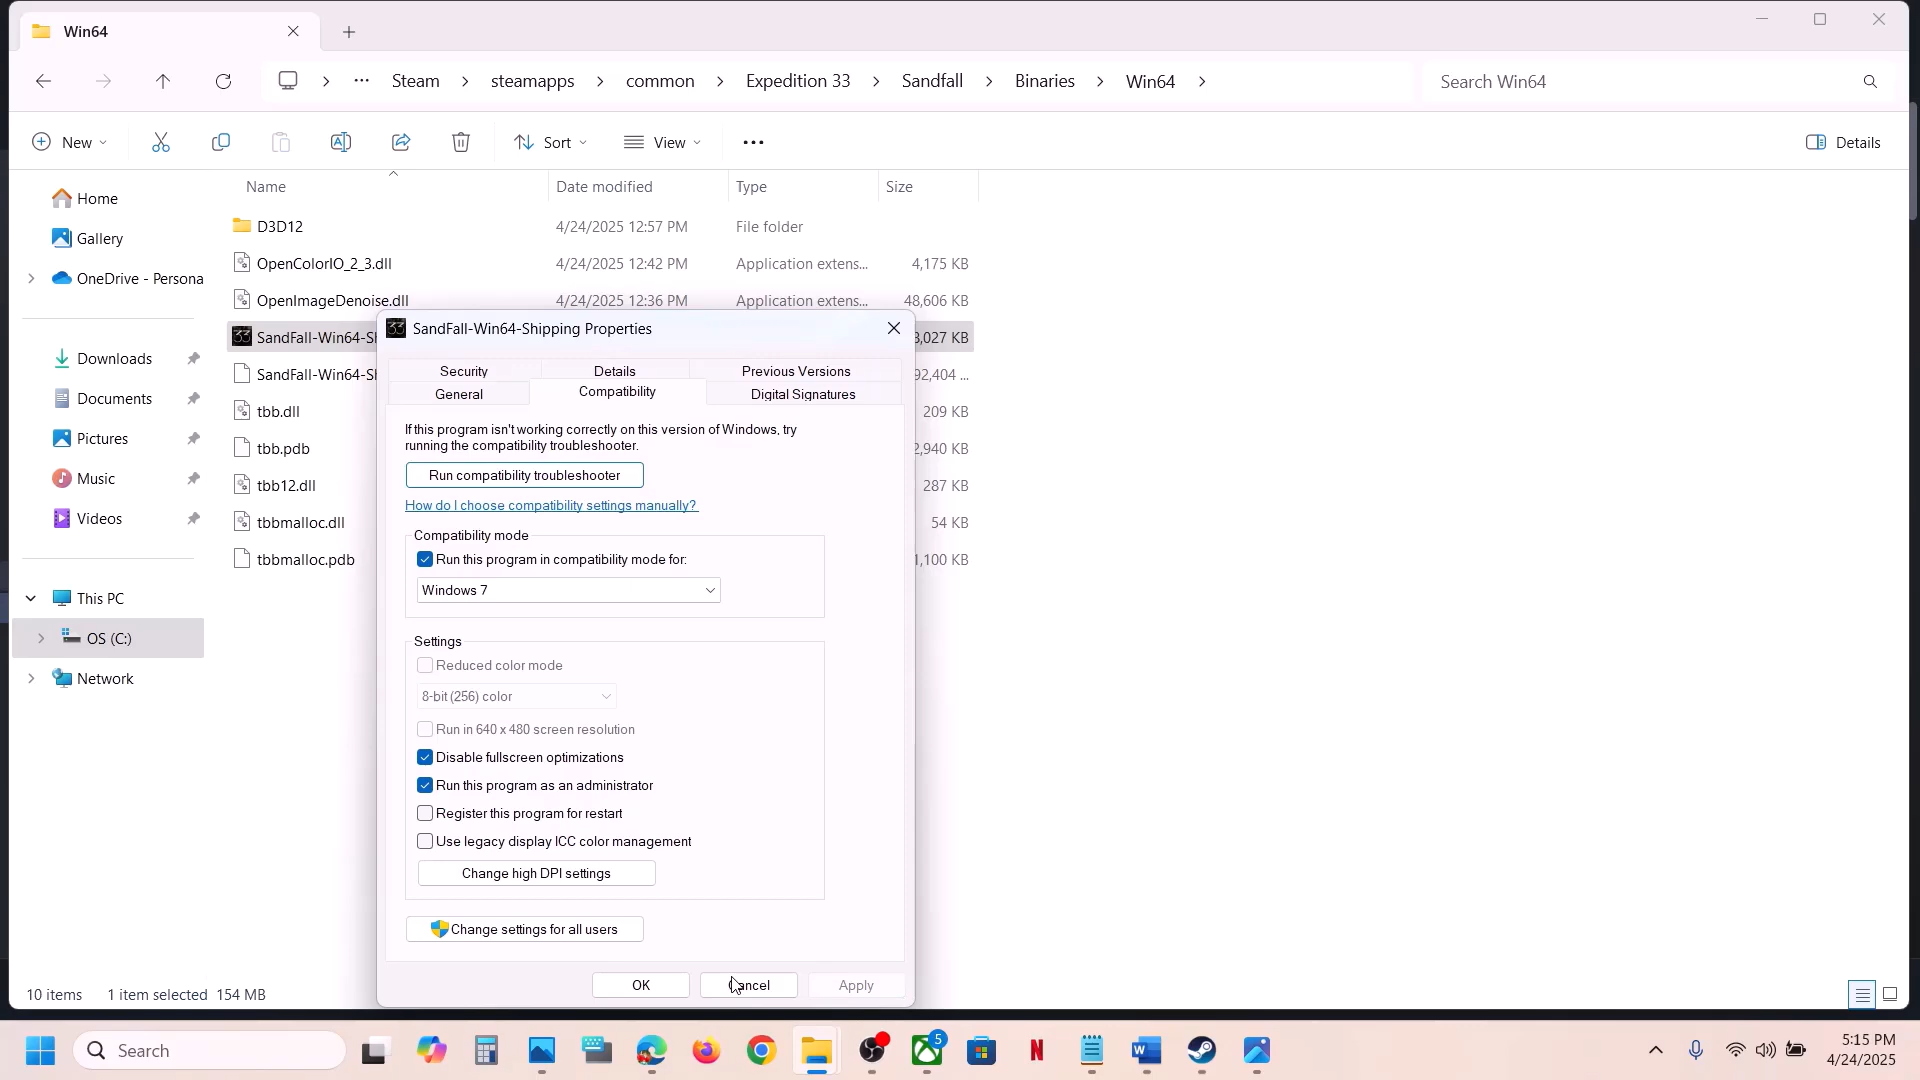 Win64
Steam
steamapps
common
Expedition 33
Sandfall
Binaries
Win64
Search Win64
New
Sort
View
Details
Name
Date modified
Type
Size
Home
Gallery
OneDrive - Persona
Downloads
Documents
Pictures
Music
Videos
This PC
OS (C:)
Network
D3D12
4/24/2025 12:57 PM
File folder
OpenColorIO_2_3.dll
4/24/2025 12:42 PM
Application extens...
4,175 KB
OpenImageDenoise.dll
4/24/2025 12:36 PM
Application extens...
48,606 KB
SandFall-Win64-S
3,027 KB
SandFall-Win64-S
92,404 ...
tbb.dll
209 KB
tbb.pdb
2,940 KB
tbb12.dll
287 KB
tbbmalloc.dll
54 KB
tbbmalloc.pdb
1,100 KB
SandFall-Win64-Shipping Properties
Security
Details
Previous Versions
General
Compatibility
Digital Signatures
If this program isn't working correctly on this version of Windows, try
running the compatibility troubleshooter.
Run compatibility troubleshooter
How do I choose compatibility settings manually?
Compatibility mode
Run this program in compatibility mode for:
Windows 7
Settings
Reduced color mode
8-bit (256) color
Run in 640 x 480 screen resolution
Disable fullscreen optimizations
Run this program as an administrator
Register this program for restart
Use legacy display ICC color management
Change high DPI settings
Change settings for all users
OK
Cancel
Apply
10 items
1 item selected 154 MB
Search
5
5:15 PM
4/24/2025